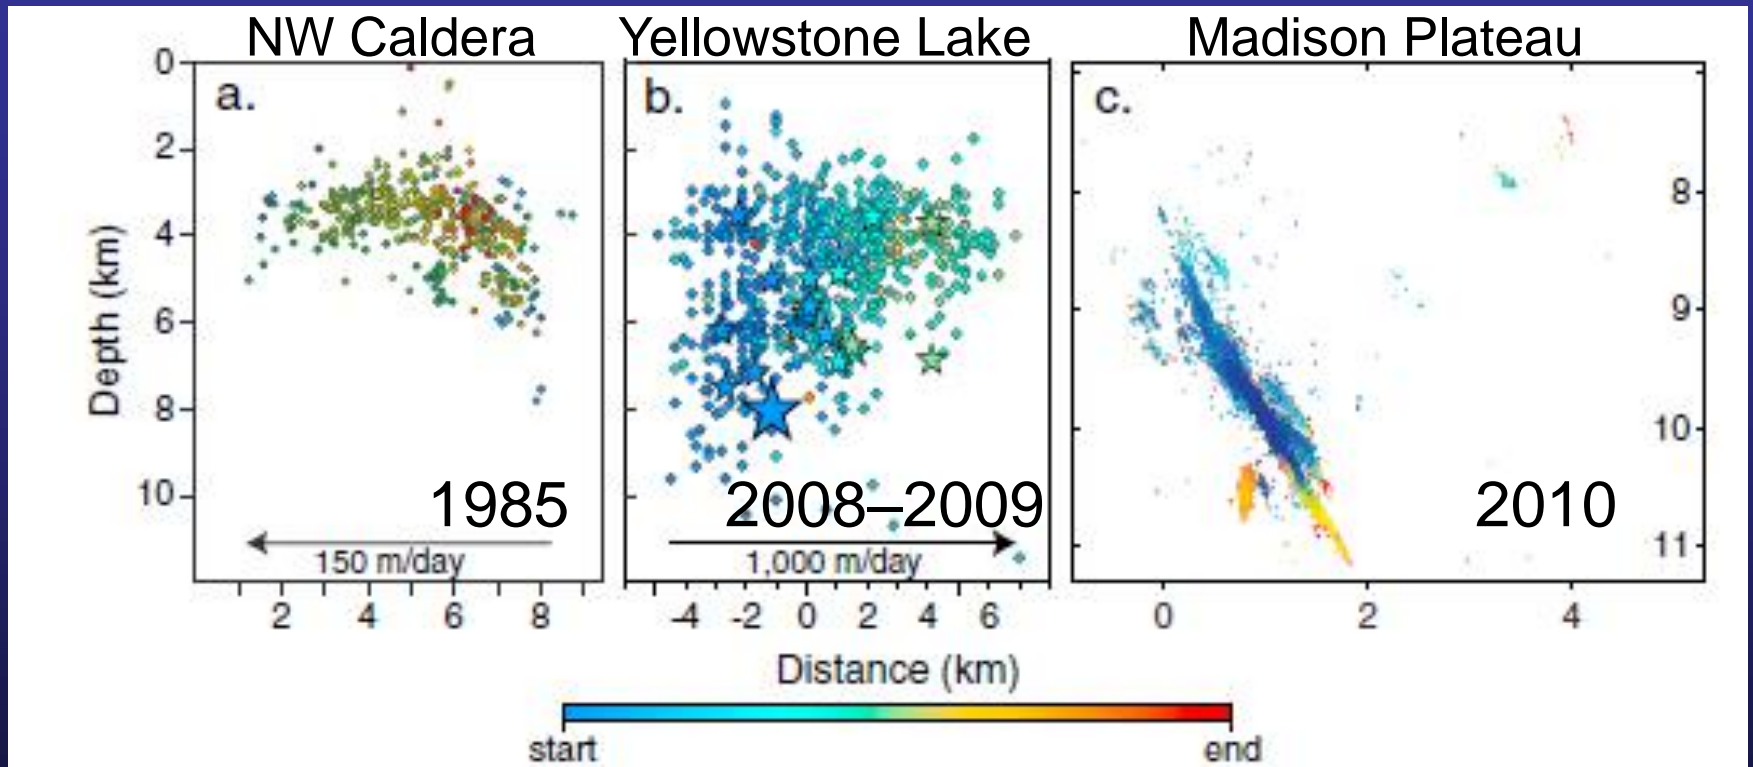 NW Caldera Yellowstone Lake Madison Plateau
a. b. c.
0
2
4
6
8
10
Depth (km)
8
9
10
11
1985 2008–2009 2010
150 m/day 1,000 m/day
2 4 6 8 -4 -2 0 2 4 6 0 2 4
Distance (km)
start end